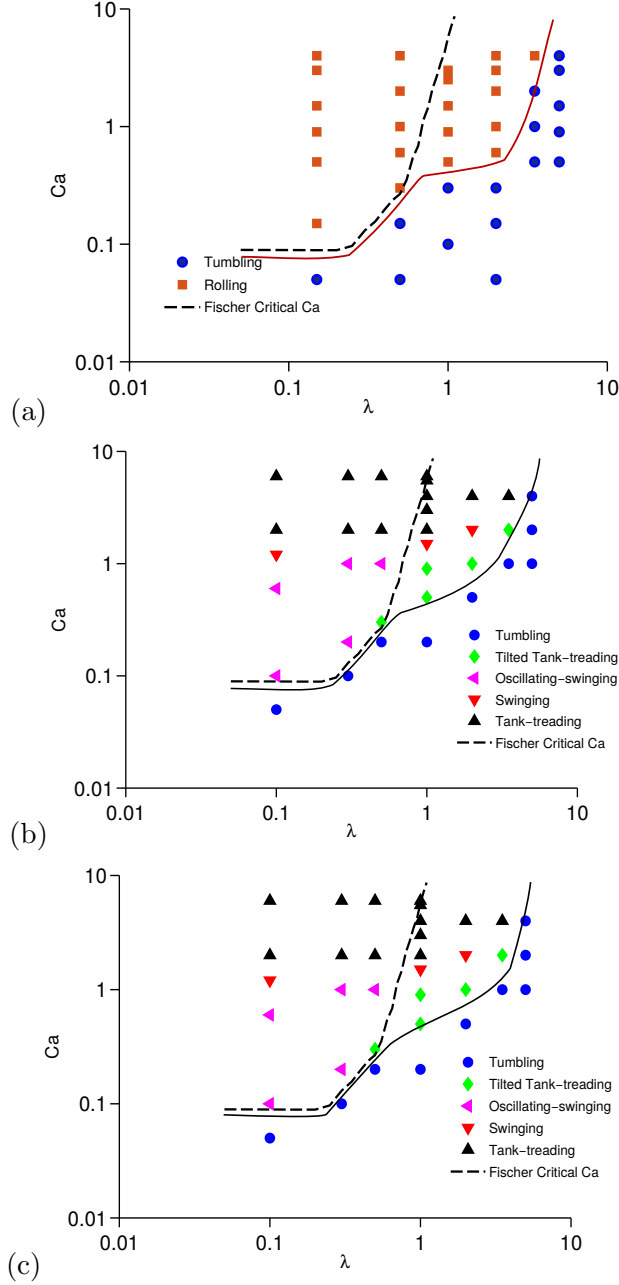 10
1
Ca
0.1
Tumbling
Rolling
Fischer Critical Ca
0.01
0.01 0.1 1 10
λ
(a)
10
1
Ca
Tumbling
Tilted Tank−treading
0.1
Oscillating−swinging
Swinging
Tank−treading
Fischer Critical Ca
0.01
0.01 0.1 1 10
λ
(b)
10
1
Ca
Tumbling
Tilted Tank−treading
0.1
Oscillating−swinging
Swinging
Tank−treading
Fischer Critical Ca
0.01
0.01 0.1 1 10
λ
(c)